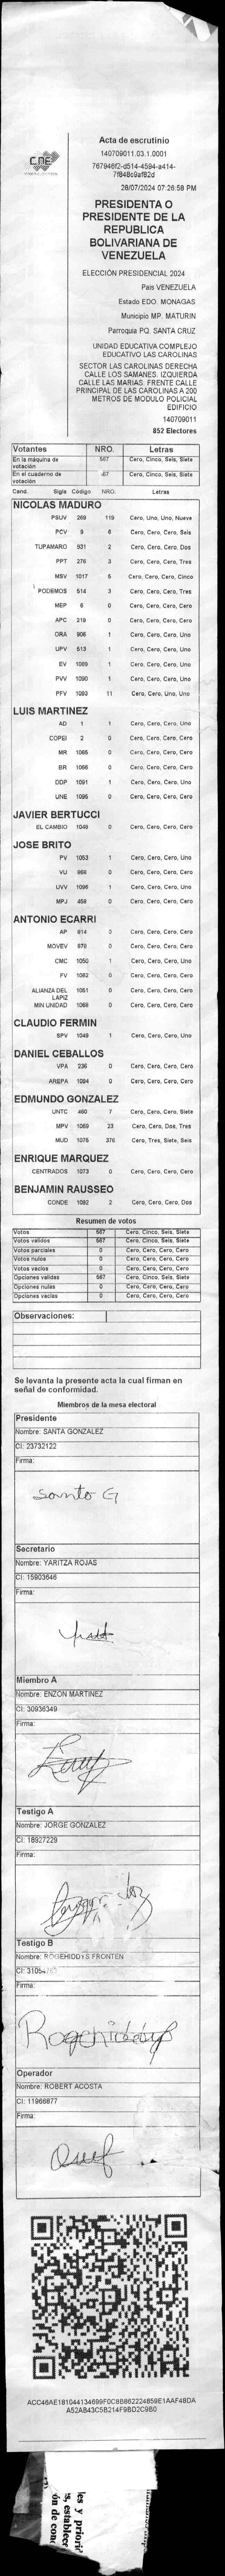 CNE
Acta de escrutinio
140709011.03.1.0001
767946f2-d514-4594-a414-
7f848c9af82d
28/07/2024 07:26:58 PM
PRESIDENTA O
PRESIDENTE DE LA
REPUBLICA
BOLIVARIANA DE
VENEZUELA
ELECCIÓN PRESIDENCIAL 2024
Pais VENEZUELA
Estado EDO. MONAGAS
Municipio MP. MATURIN
Parroquia PQ. SANTA CRUZ
UNIDAD EDUCATIVA COMPLEJO
EDUCATIVO LAS CAROLINAS
SECTOR LAS CAROLINAS DERECHA
CALLE LOS SAMANES. IZQUIERDA
CALLE LAS MARIAS. FRENTE CALLE
PRINCIPAL DE LAS CAROLINAS A 200
METROS DE MODULO POLICIAL
EDIFICIO
140709011
852 Electores
Votantes NRO. Letras
En la máquina de votación 567 Cero, Cinco, Seis, Siete
En el cuaderno de votación 67 Cero, Cinco, Seis, Siete
Cand. Sigla Código NRO. Letras
NICOLAS MADURO
PSUV 269 119 Cero, Uno, Uno, Nueve
PCV 9 6 Cero, Cero, Cero, Seis
TUPAMARO 931 2 Cero, Cero, Cero, Dos
PPT 276 3 Cero, Cero, Cero, Tres
MSV 1017 5 Cero, Cero, Cero, Cinco
PODEMOS 514 3 Cero, Cero, Cero, Tres
MEP 6 0 Cero, Cero, Cero, Cero
APC 219 0 Cero, Cero, Cero, Cero
ORA 906 1 Cero, Cero, Cero, Uno
UPV 513 1 Cero, Cero, Cero, Uno
EV 1089 1 Cero, Cero, Cero, Uno
PVV 1090 1 Cero, Cero, Cero, Uno
PFV 1093 11 Cero, Cero, Uno, Uno
LUIS MARTINEZ
AD 1 1 Cero, Cero, Cero, Uno
COPEI 2 0 Cero, Cero, Cero, Cero
MR 1065 0 Cero, Cero, Cero, Cero
BR 1066 0 Cero, Cero, Cero, Cero
DDP 1091 1 Cero, Cero, Cero, Uno
UNE 1095 0 Cero, Cero, Cero, Cero
JAVIER BERTUCCI
EL CAMBIO 1048 0 Cero, Cero, Cero, Cero
JOSE BRITO
PV 1053 1 Cero, Cero, Cero, Uno
VU 868 0 Cero, Cero, Cero, Cero
UVV 1096 1 Cero, Cero, Cero, Uno
MPJ 458 0 Cero, Cero, Cero, Cero
ANTONIO ECARRI
AP 914 0 Cero, Cero, Cero, Cero
MOVEV 979 0 Cero, Cero, Cero, Cero
CMC 1050 1 Cero, Cero, Cero, Uno
FV 1062 0 Cero, Cero, Cero, Cero
ALIANZA DEL LAPIZ 1051 0 Cero, Cero, Cero, Cero
MIN UNIDAD 1068 0 Cero, Cero, Cero, Cero
CLAUDIO FERMIN
SPV 1049 1 Cero, Cero, Cero, Uno
DANIEL CEBALLOS
VPA 236 0 Cero, Cero, Cero, Cero
AREPA 1094 0 Cero, Cero, Cero, Cero
EDMUNDO GONZALEZ
UNTC 460 7 Cero, Cero, Cero, Siete
MPV 1069 23 Cero, Cero, Dos, Tres
MUD 1075 376 Cero, Tres, Siete, Seis
ENRIQUE MARQUEZ
CENTRADOS 1073 0 Cero, Cero, Cero, Cero
BENJAMIN RAUSSEO
CONDE 1092 2 Cero, Cero, Cero, Dos
Resumen de votos
Votos 567 Cero, Cinco, Seis, Siete
Votos validos 567 Cero, Cinco, Seis, Siete
Votos parciales 0 Cero, Cero, Cero, Cero
Votos nulos 0 Cero, Cero, Cero, Cero
Votos vacios 0 Cero, Cero, Cero, Cero
Opciones validas 567 Cero, Cinco, Seis, Siete
Opciones nulas 0 Cero, Cero, Cero, Cero
Opciones vacias 0 Cero, Cero, Cero, Cero
Observaciones:
Se levanta la presente acta la cual firman en
señal de conformidad.
Miembros de la mesa electoral
Presidente
Nombre: SANTA GONZALEZ
CI: 23732122
Firma:
Santo G
Secretario
Nombre: YARITZA ROJAS
CI: 15903646
Firma:
Miembro A
Nombre: ENZON MARTINEZ
CI: 30936349
Firma:
Testigo A
Nombre: JORGE GONZALEZ
CI: 18927229
Firma:
Testigo B
Nombre: ROGEHIDDYS FRONTEN
CI: 31054
Firma:
Rogehiddys
Operador
Nombre: ROBERT ACOSTA
CI: 11966877
Firma:
ACC46AE181044134699F0C8B862224859E1AAF48DA
A52AB43C5B214F9BD2C9B0
les y priori
s, establec
ón de con